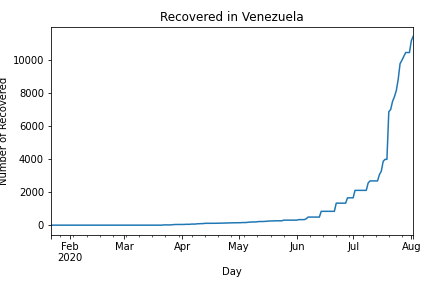 Recovered in Venezuela
Number of Recovered
10000
8000
6000
4000
2000
0
Feb Mar Apr May Jun Jul Aug
2020
Day